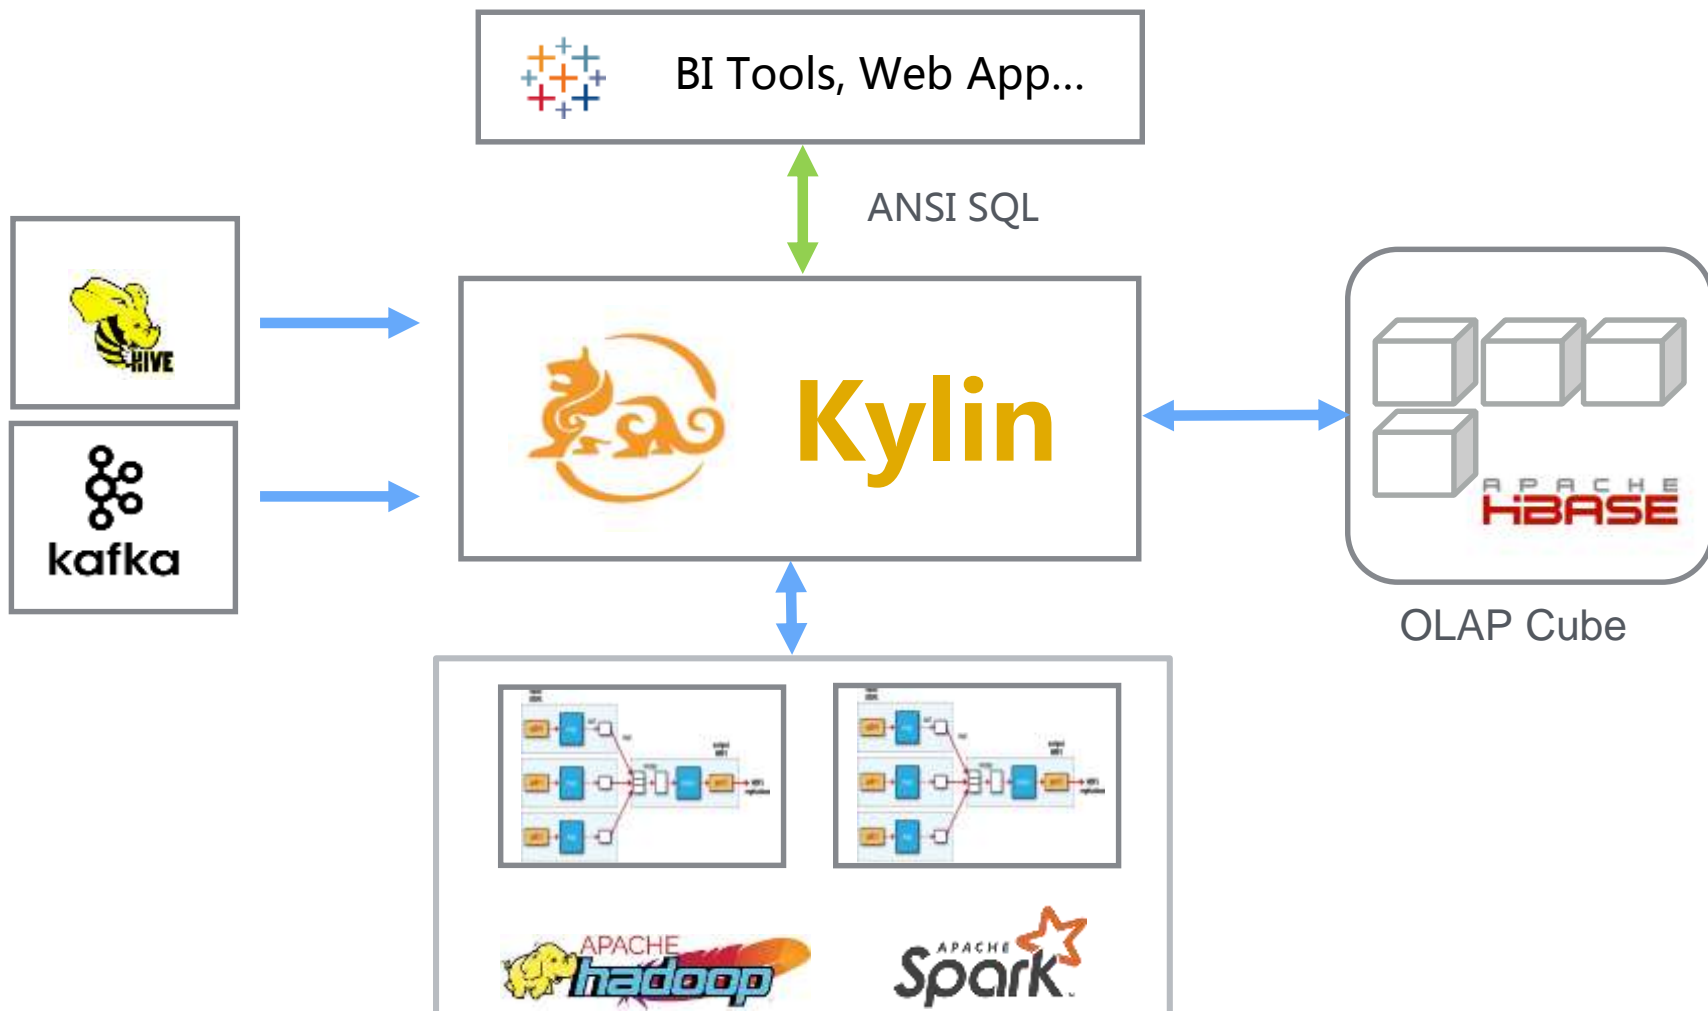 BI Tools, Web App...
ANSI SQL
HIVE
Kylin
kafka
APACHE
HBASE
OLAP Cube
APACHE
hadoop
APACHE
Spark